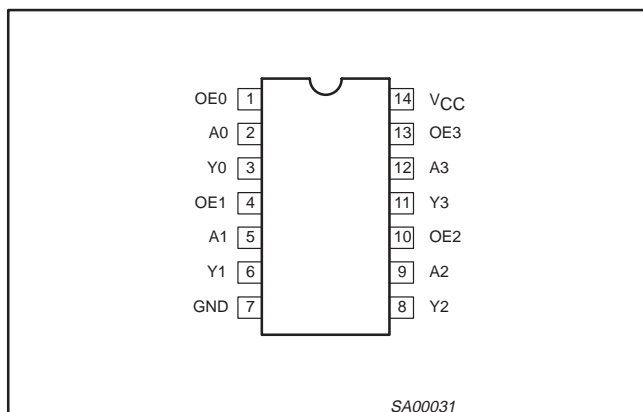 OE0 1 14 VCC
A0 2 13 OE3
Y0 3 12 A3
OE1 4 11 Y3
A1 5 10 OE2
Y1 6 9 A2
GND 7 8 Y2
SA00031